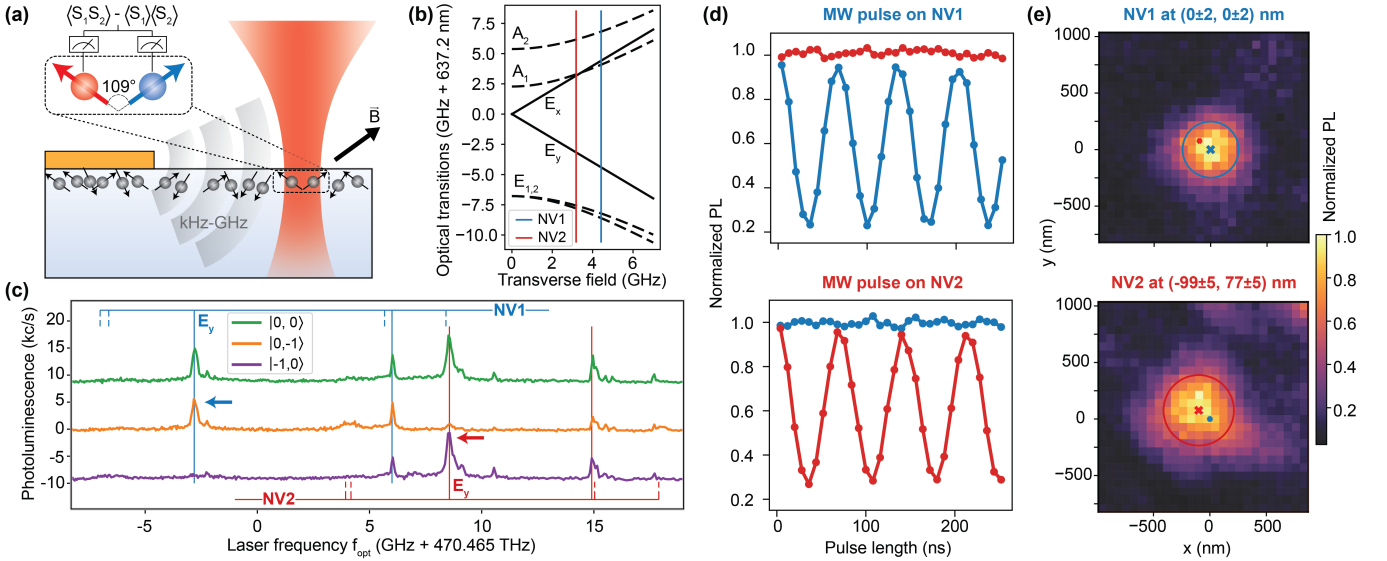 (a)
⟨S1S2⟩ - ⟨S1⟩⟨S2⟩
109°
B
kHz-GHz
(b)
Optical transitions (GHz + 637.2 nm)
7.5
5.0
2.5
0.0
−2.5
−5.0
−7.5
−10.0
A2
A1
Ex
Ey
E1,2
NV1
NV2
0
2
4
6
Transverse field (GHz)
(c)
Photoluminescence (kc/s)
20
15
10
5
0
-5
-10
Ey
NV1
|0, 0⟩
|0,-1⟩
|-1,0⟩
NV2
Ey
-5
0
5
10
15
Laser frequency fopt (GHz + 470.465 THz)
(d)
MW pulse on NV1
1.0
0.8
0.6
0.4
0.2
Normalized PL
MW pulse on NV2
1.0
0.8
0.6
0.4
0.2
0
100
200
Pulse length (ns)
(e)
NV1 at (0±2, 0±2) nm
1000
500
0
−500
y (nm)
NV2 at (-99±5, 77±5) nm
1000
500
0
−500
−500
0
500
x (nm)
Normalized PL
1.0
0.8
0.6
0.4
0.2